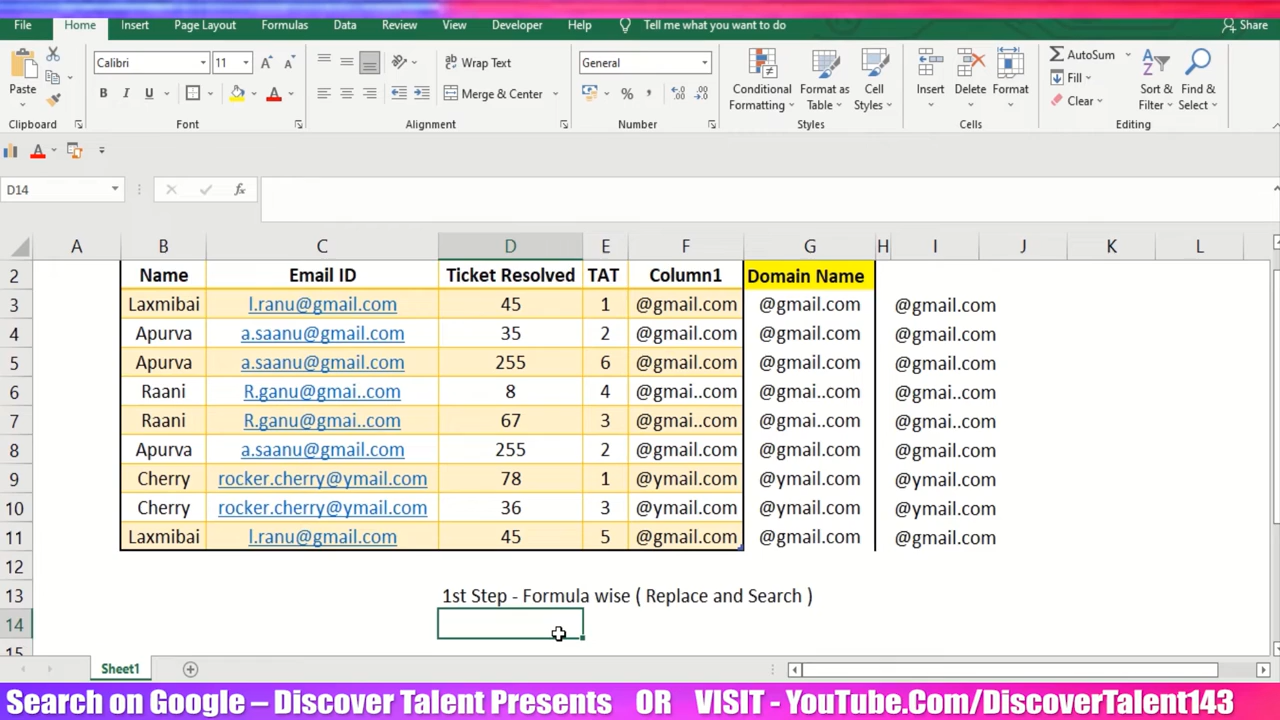 File Home Insert Page Layout Formulas Data Review View Developer Help Tell me what you want to do Share
Calibri 11 A A Wrap Text General AutoSum
Paste B I U A Merge & Center % , Conditional Formatting Format as Table Cell Styles Insert Delete Format Fill Clear Sort & Filter Find & Select
Clipboard Font Alignment Number Styles Cells Editing
D14 fx
A B C D E F G H I J K L
2 Name Email ID Ticket Resolved TAT Column1 Domain Name
3 Laxmibai l.ranu@gmail.com 45 1 @gmail.com @gmail.com @gmail.com
4 Apurva a.saanu@gmail.com 35 2 @gmail.com @gmail.com @gmail.com
5 Apurva a.saanu@gmail.com 255 6 @gmail.com @gmail.com @gmail.com
6 Raani R.ganu@gmai..com 8 4 @gmai..com @gmai..com @gmai..com
7 Raani R.ganu@gmai..com 67 3 @gmai..com @gmai..com @gmai..com
8 Apurva a.saanu@gmail.com 255 2 @gmail.com @gmail.com @gmail.com
9 Cherry rocker.cherry@ymail.com 78 1 @ymail.com @ymail.com @ymail.com
10 Cherry rocker.cherry@ymail.com 36 3 @ymail.com @ymail.com @ymail.com
11 Laxmibai l.ranu@gmail.com 45 5 @gmail.com @gmail.com @gmail.com
12
13 1st Step - Formula wise ( Replace and Search )
14
15
Sheet1
Search on Google – Discover Talent Presents OR VISIT - YouTube.Com/DiscoverTalent143